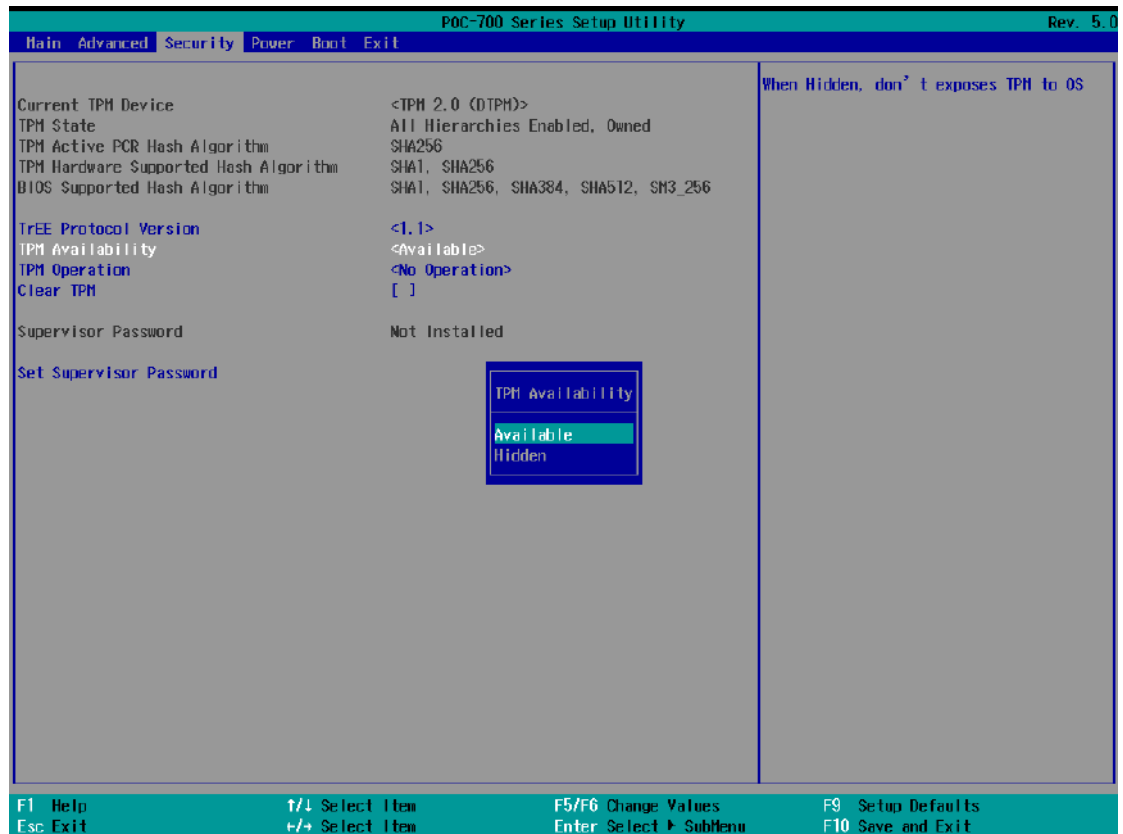 POC-700 Series Setup Utility Rev. 5.0
Main Advanced Security Power Boot Exit
When Hidden, don't exposes TPM to OS
Current TPM Device <TPM 2.0 (DTPM)>
TPM State All Hierarchies Enabled, Owned
TPM Active PCR Hash Algorithm SHA256
TPM Hardware Supported Hash Algorithm SHA1, SHA256
BIOS Supported Hash Algorithm SHA1, SHA256, SHA384, SHA512, SM3_256
TrEE Protocol Version <1.1>
TPM Availability <Available>
TPM Operation <No Operation>
Clear TPM [ ]
Supervisor Password Not Installed
Set Supervisor Password
TPM Availability
Available
Hidden
F1 Help ↑/↓ Select Item F5/F6 Change Values F9 Setup Defaults
Esc Exit ←/→ Select Item Enter Select ▶ SubMenu F10 Save and Exit